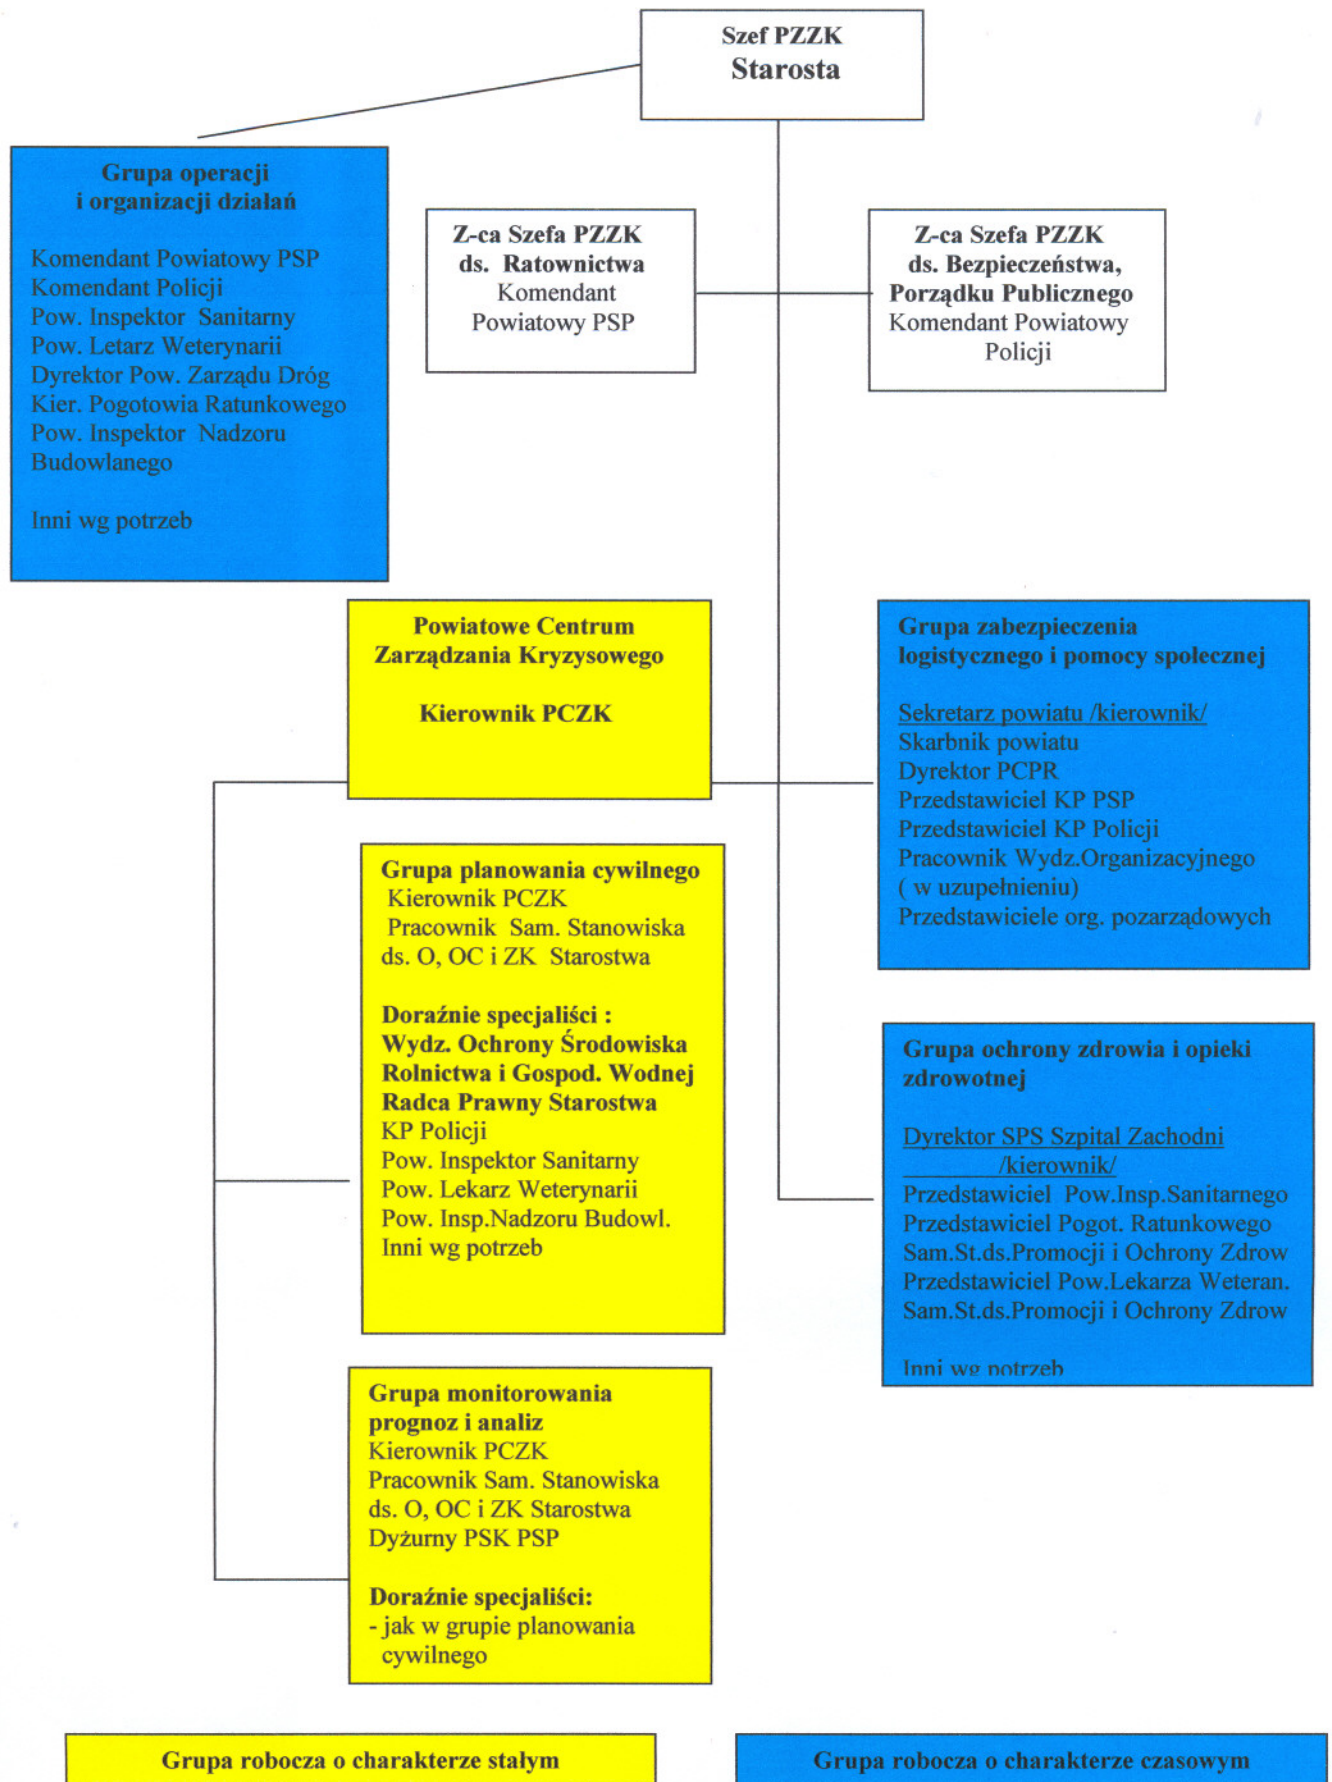 Szef PZZK
Starosta
Grupa operacji
i organizacji działań
Komendant Powiatowy PSP
Komendant Policji
Pow. Inspektor Sanitarny
Pow. Letarz Weterynarii
Dyrektor Pow. Zarządu Dróg
Kier. Pogotowia Ratunkowego
Pow. Inspektor Nadzoru
Budowlanego
Inni wg potrzeb
Z-ca Szefa PZZK
ds. Ratownictwa
Komendant
Powiatowy PSP
Z-ca Szefa PZZK
ds. Bezpieczeństwa,
Porządku Publicznego
Komendant Powiatowy
Policji
Powiatowe Centrum
Zarządzania Kryzysowego
Kierownik PCZK
Grupa zabezpieczenia
logistycznego i pomocy społecznej
Sekretarz powiatu /kierownik/
Skarbnik powiatu
Dyrektor PCPR
Przedstawiciel KP PSP
Przedstawiciel KP Policji
Pracownik Wydz.Organizacyjnego
( w uzupełnieniu)
Przedstawiciele org. pozarządowych
Grupa planowania cywilnego
Kierownik PCZK
Pracownik Sam. Stanowiska
ds. O, OC i ZK Starostwa
Doraźnie specjaliści :
Wydz. Ochrony Środowiska
Rolnictwa i Gospod. Wodnej
Radca Prawny Starostwa
KP Policji
Pow. Inspektor Sanitarny
Pow. Lekarz Weterynarii
Pow. Insp.Nadzoru Budowl.
Inni wg potrzeb
Grupa ochrony zdrowia i opieki
zdrowotnej
Dyrektor SPS Szpital Zachodni
/kierownik/
Przedstawiciel Pow.Insp.Sanitarnego
Przedstawiciel Pogot. Ratunkowego
Sam.St.ds.Promocji i Ochrony Zdrow
Przedstawiciel Pow.Lekarza Weteran.
Sam.St.ds.Promocji i Ochrony Zdrow
Inni wg potrzeb
Grupa monitorowania
prognoz i analiz
Kierownik PCZK
Pracownik Sam. Stanowiska
ds. O, OC i ZK Starostwa
Dyżurny PSK PSP
Doraźnie specjaliści:
- jak w grupie planowania
cywilnego
Grupa robocza o charakterze stałym
Grupa robocza o charakterze czasowym